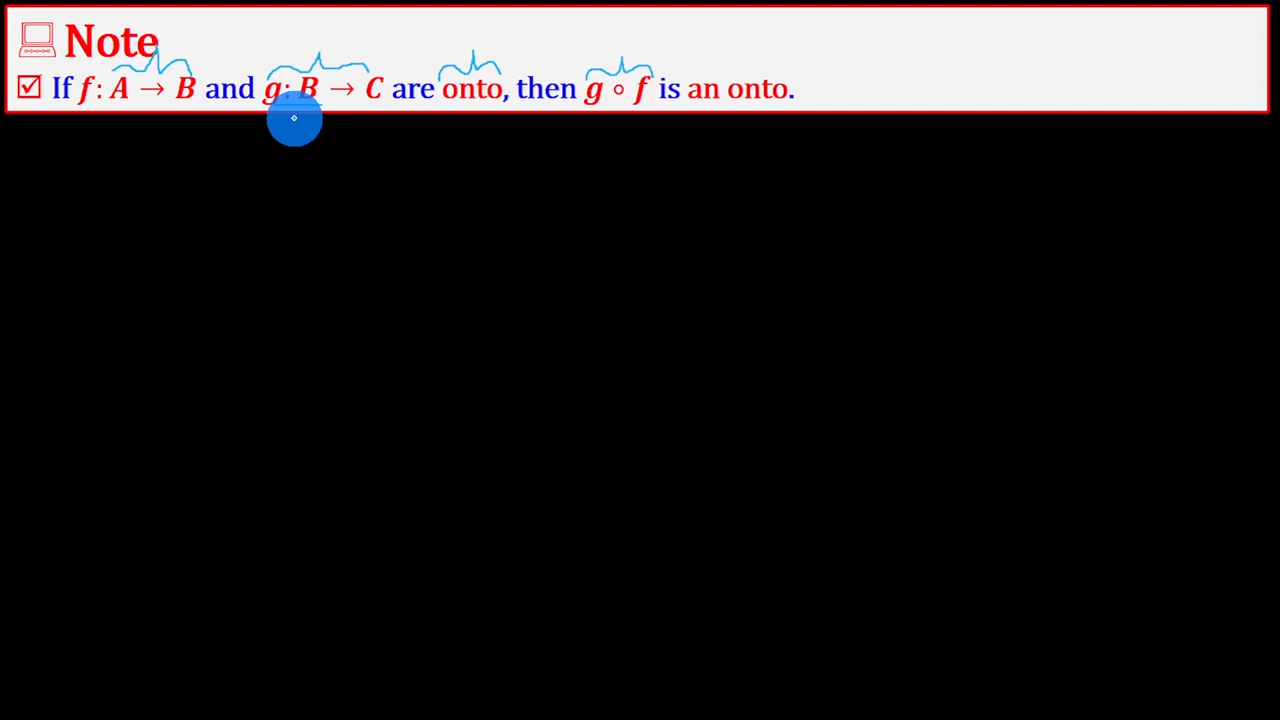 Note
☑ If f: A → B and g: B → C are onto, then g ∘ f is an onto.